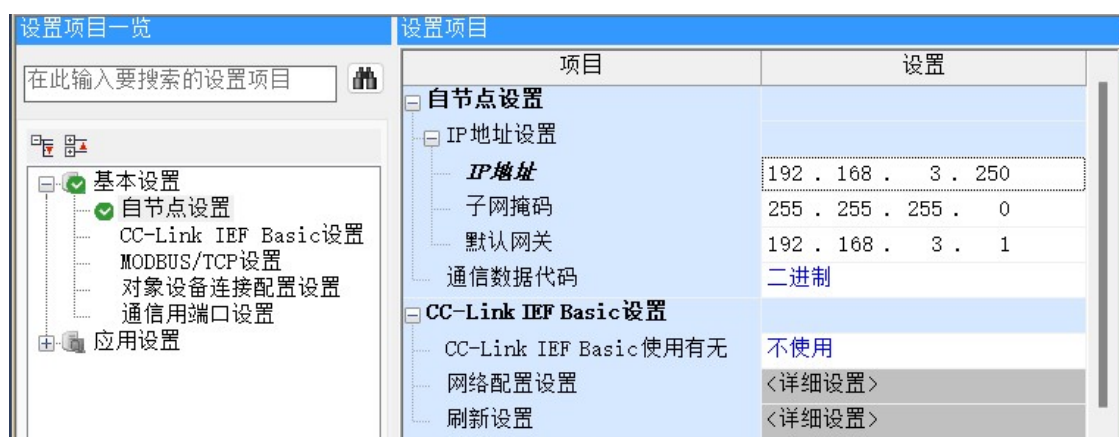 设置项目一览
在此输入要搜索的设置项目
基本设置
自节点设置
CC-Link IEF Basic设置
MODBUS/TCP设置
对象设备连接配置设置
通信用端口设置
应用设置
设置项目
项目 设置
自节点设置
IP地址设置
IP地址 192 . 168 . 3 . 250
子网掩码 255 . 255 . 255 . 0
默认网关 192 . 168 . 3 . 1
通信数据代码 二进制
CC-Link IEF Basic设置
CC-Link IEF Basic使用有无 不使用
网络配置设置 <详细设置>
刷新设置 <详细设置>